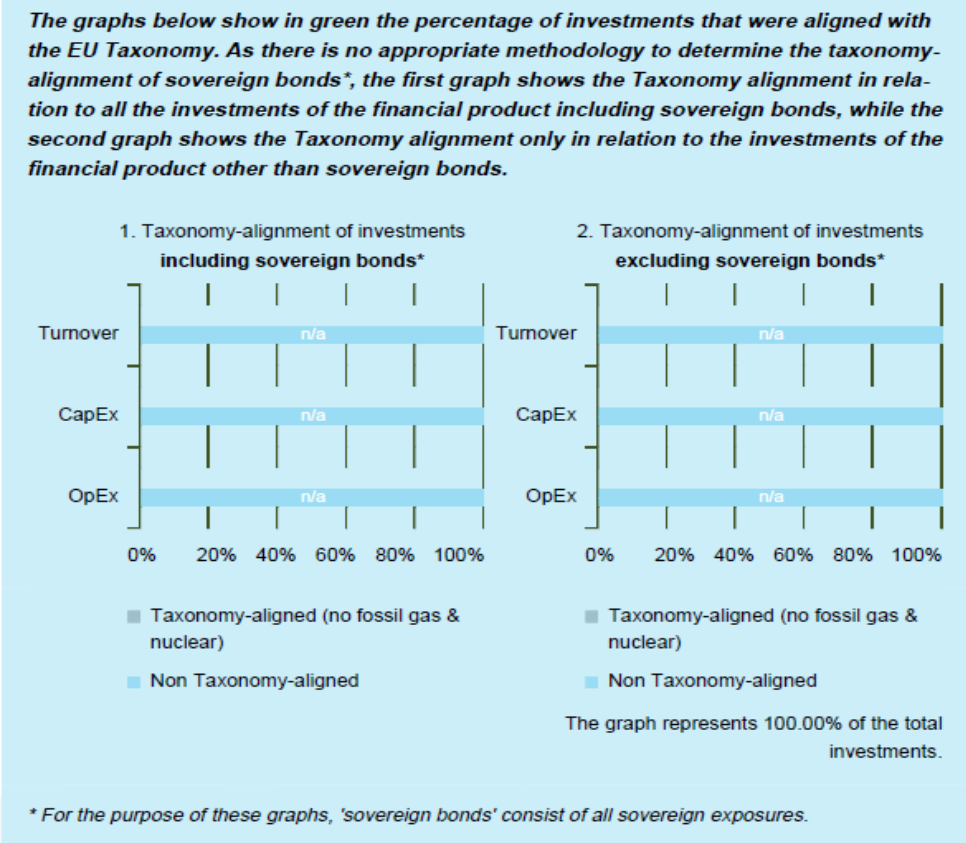 The graphs below show in green the percentage of investments that were aligned with
the EU Taxonomy. As there is no appropriate methodology to determine the taxonomy-
alignment of sovereign bonds*, the first graph shows the Taxonomy alignment in rela-
tion to all the investments of the financial product including sovereign bonds, while the
second graph shows the Taxonomy alignment only in relation to the investments of the
financial product other than sovereign bonds.
1. Taxonomy-alignment of investments
including sovereign bonds*
Turnover
n/a
CapEx
n/a
OpEx
n/a
0% 20% 40% 60% 80% 100%
Taxonomy-aligned (no fossil gas &
nuclear)
Non Taxonomy-aligned
2. Taxonomy-alignment of investments
excluding sovereign bonds*
Turnover
n/a
CapEx
n/a
OpEx
n/a
0% 20% 40% 60% 80% 100%
Taxonomy-aligned (no fossil gas &
nuclear)
Non Taxonomy-aligned
The graph represents 100.00% of the total
investments.
* For the purpose of these graphs, 'sovereign bonds' consist of all sovereign exposures.